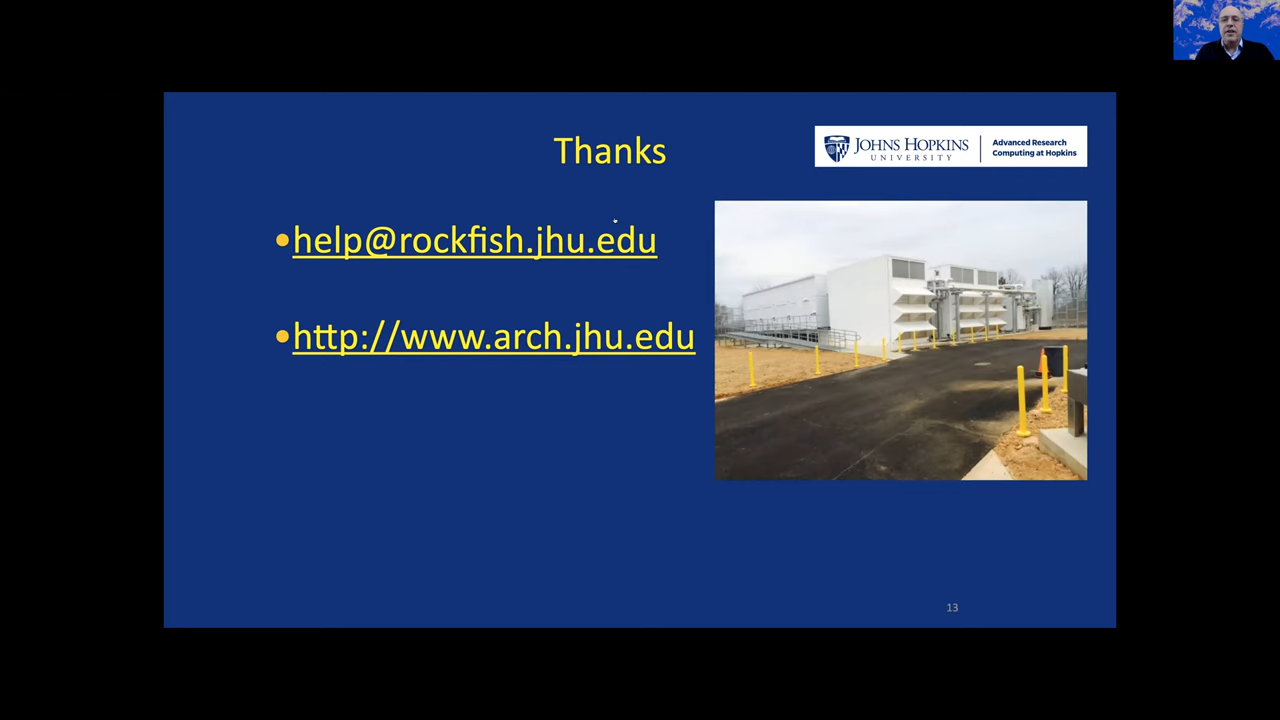 Thanks
JOHNS HOPKINS
UNIVERSITY
Advanced Research
Computing at Hopkins
•help@rockfish.jhu.edu
•http://www.arch.jhu.edu
13